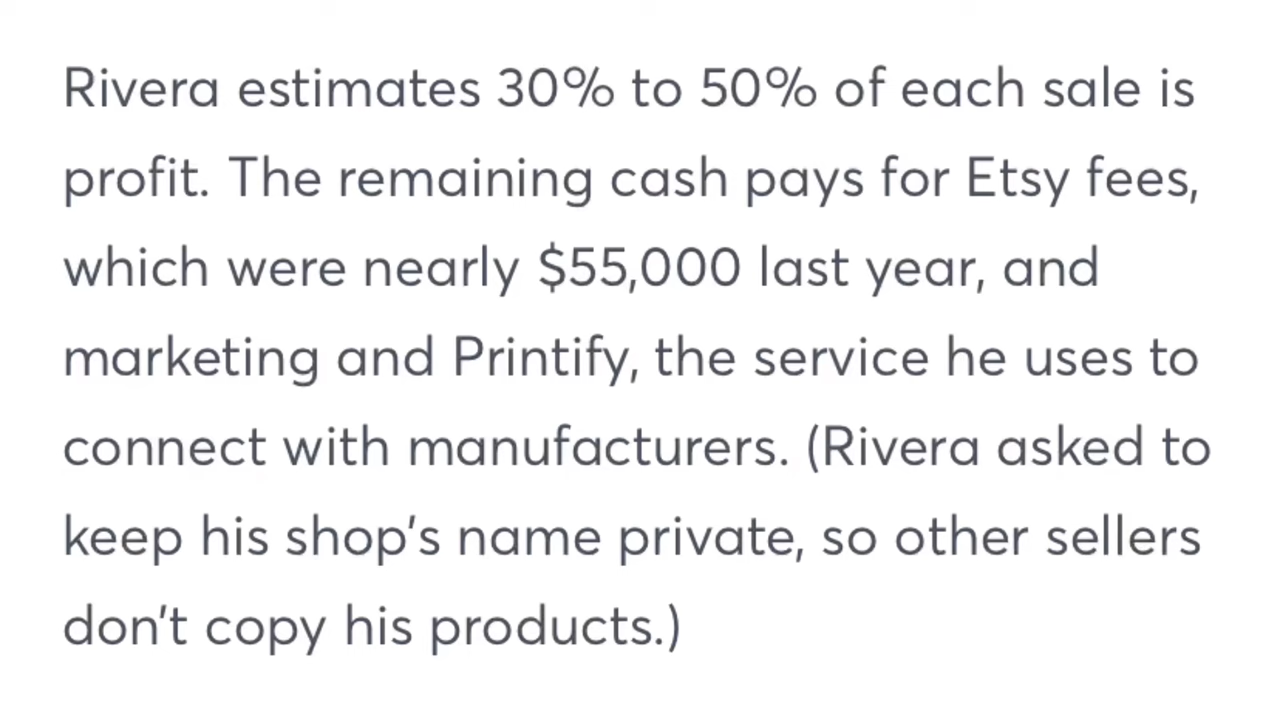 Rivera estimates 30% to 50% of each sale is
profit. The remaining cash pays for Etsy fees,
which were nearly $55,000 last year, and
marketing and Printify, the service he uses to
connect with manufacturers. (Rivera asked to
keep his shop’s name private, so other sellers
don’t copy his products.)